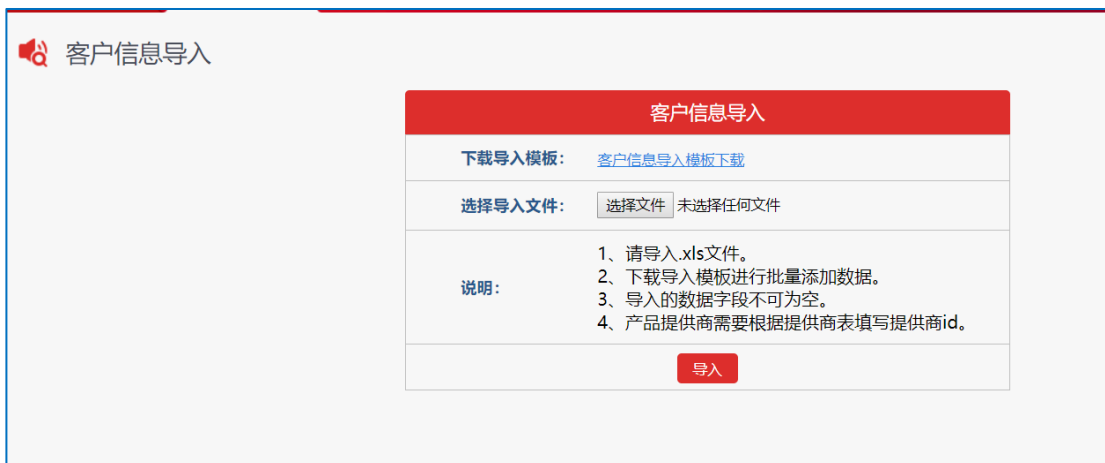 客户信息导入
客户信息导入
下载导入模板： 客户信息导入模板下载
选择导入文件： 选择文件 未选择任何文件
说明：
1、请导入.xls文件。
2、下载导入模板进行批量添加数据。
3、导入的数据字段不可为空。
4、产品提供商需要根据提供商表填写提供商id。
导入